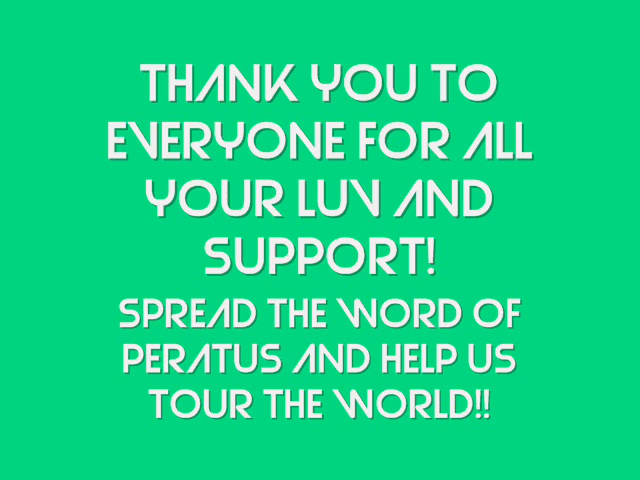 THANK YOU TO
EVERYONE FOR ALL
YOUR LUV AND
SUPPORT!
SPREAD THE WORD OF
PERATUS AND HELP US
TOUR THE WORLD!!